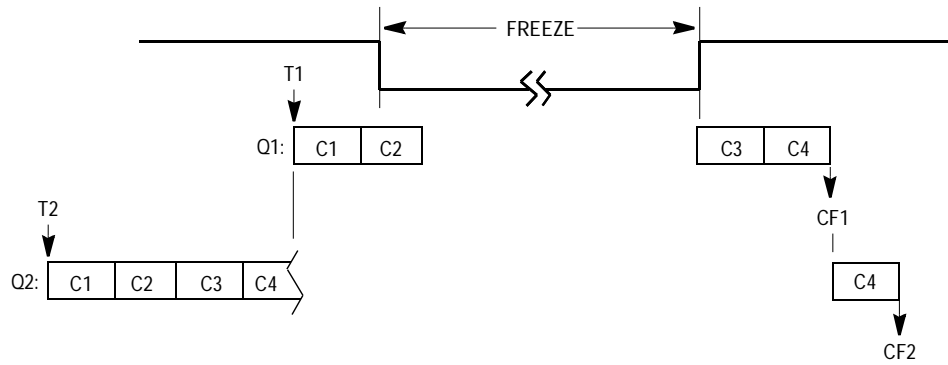 FREEZE
T1
Q1: C1 C2 C3 C4
CF1
T2
Q2: C1 C2 C3 C4 C4
CF2